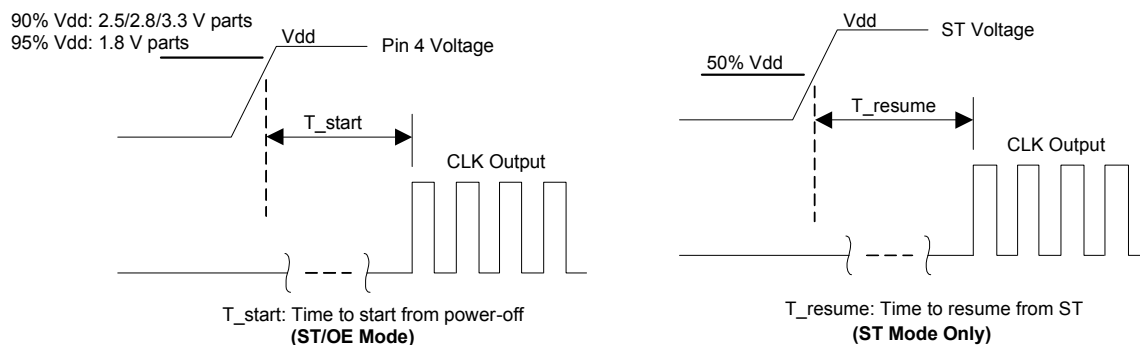 90% Vdd: 2.5/2.8/3.3 V parts
95% Vdd: 1.8 V parts
Vdd
Pin 4 Voltage
T_start
CLK Output
T_start: Time to start from power-off
(ST/OE Mode)
Vdd
ST Voltage
50% Vdd
T_resume
CLK Output
T_resume: Time to resume from ST
(ST Mode Only)